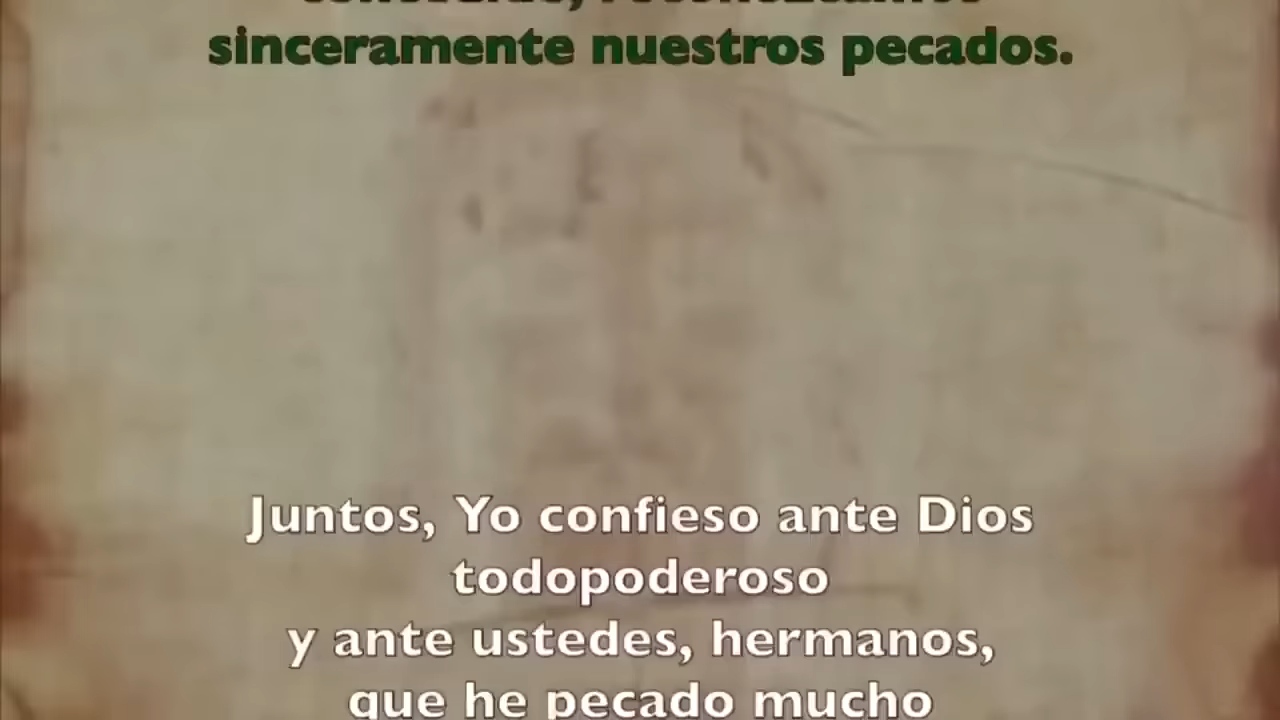 sinceramente nuestros pecados.
Juntos, Yo confieso ante Dios
todopoderoso
y ante ustedes, hermanos,
que he pecado mucho